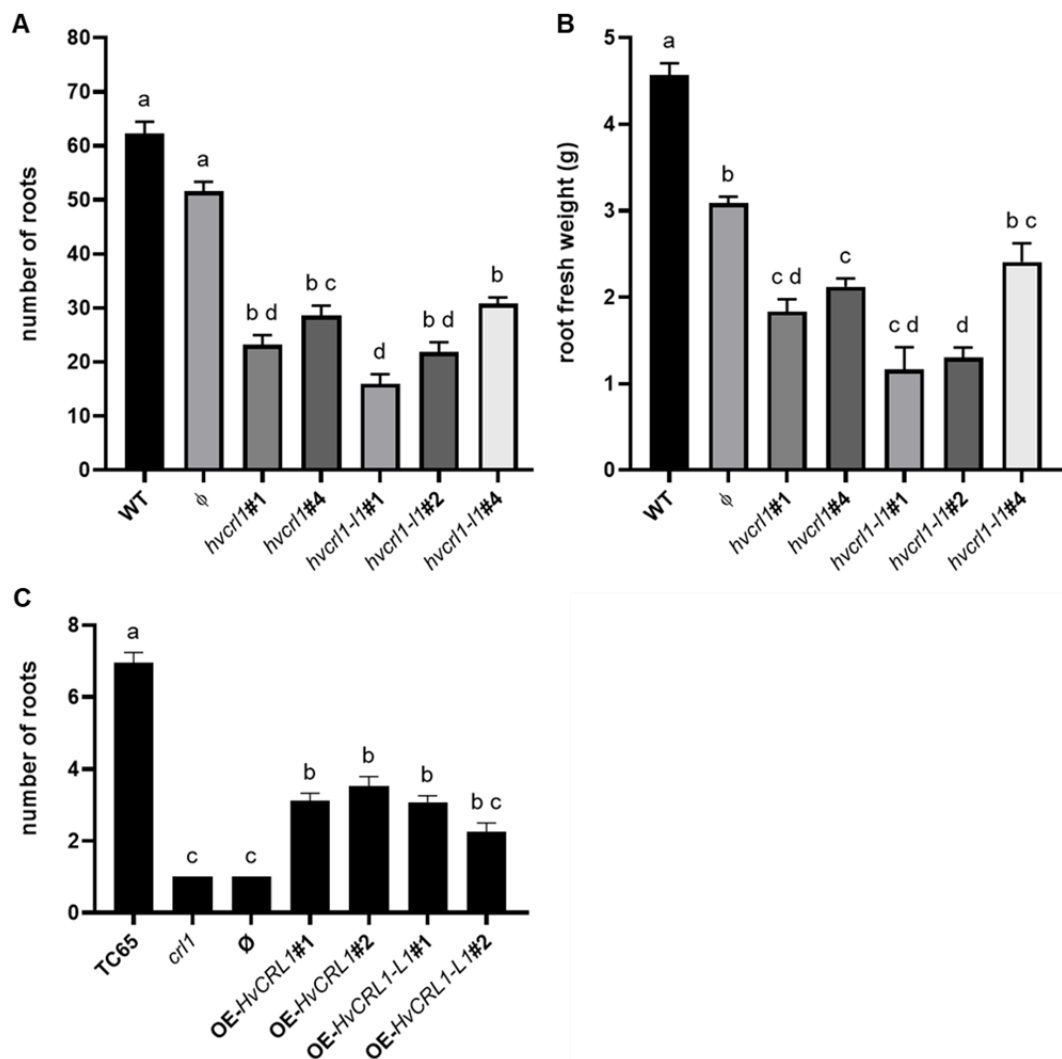 A
number of roots
80
70
60
50
40
30
20
10
0
a
a
b d
b c
d
b d
b
WT
ϕ
hvcrl1#1
hvcrl1#4
hvcrl1-l1#1
hvcrl1-l1#2
hvcrl1-l1#4
B
root fresh weight (g)
5
4
3
2
1
0
a
b
c d
c
c d
d
b c
WT
ϕ
hvcrl1#1
hvcrl1#4
hvcrl1-l1#1
hvcrl1-l1#2
hvcrl1-l1#4
C
number of roots
8
6
4
2
0
a
c
c
b
b
b
b c
TC65
crl1
Ø
OE-HvCRL1#1
OE-HvCRL1#2
OE-HvCRL1-L1#1
OE-HvCRL1-L1#2